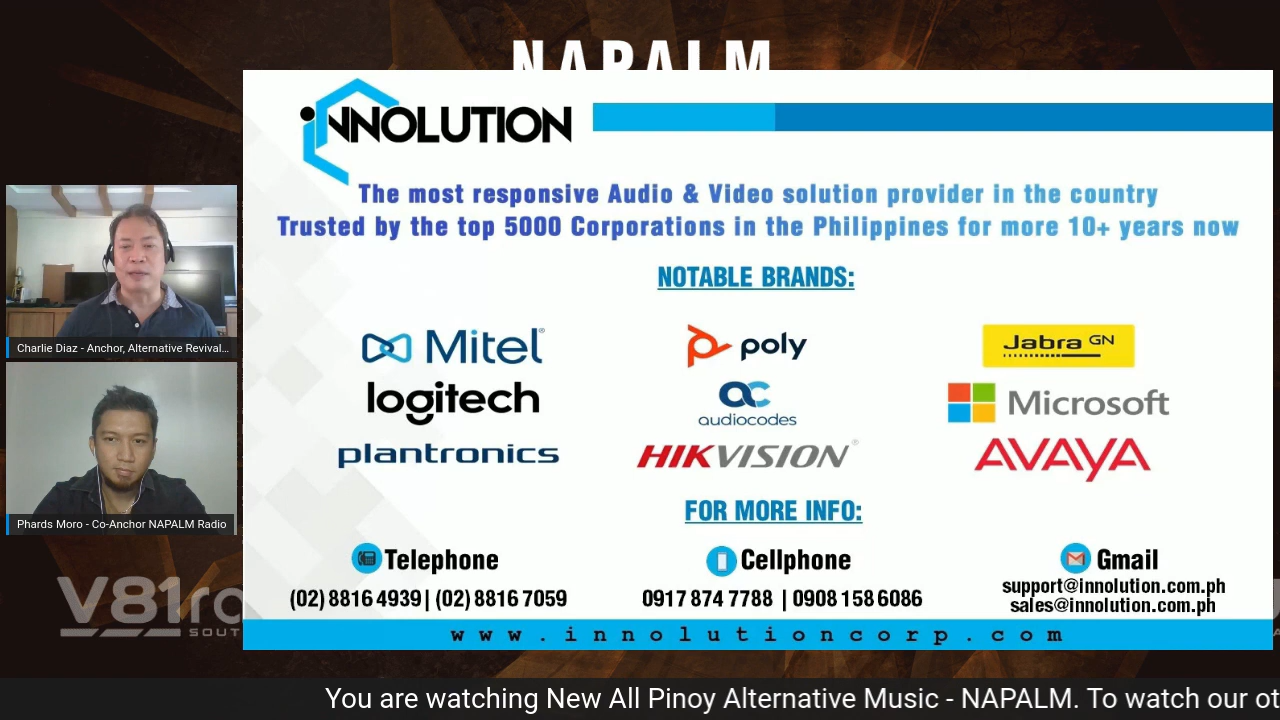 NAPALM
iNNOLUTION
The most responsive Audio & Video solution provider in the country
Trusted by the top 5000 Corporations in the Philippines for more 10+ years now
NOTABLE BRANDS:
Mitel®
poly
Jabra GN
logitech
audiocodes
Microsoft
plantronics
HIKVISION®
AVAYA
FOR MORE INFO:
Telephone
Cellphone
Gmail
(02) 8816 4939 | (02) 8816 7059
0917 874 7788 | 0908 158 6086
support@innolution.com.ph
sales@innolution.com.ph
www.innolutioncorp.com
Charlie Diaz - Anchor, Alternative Revival...
Phards Moro - Co-Anchor NAPALM Radio
V81ra
SOUT
You are watching New All Pinoy Alternative Music - NAPALM. To watch our ot